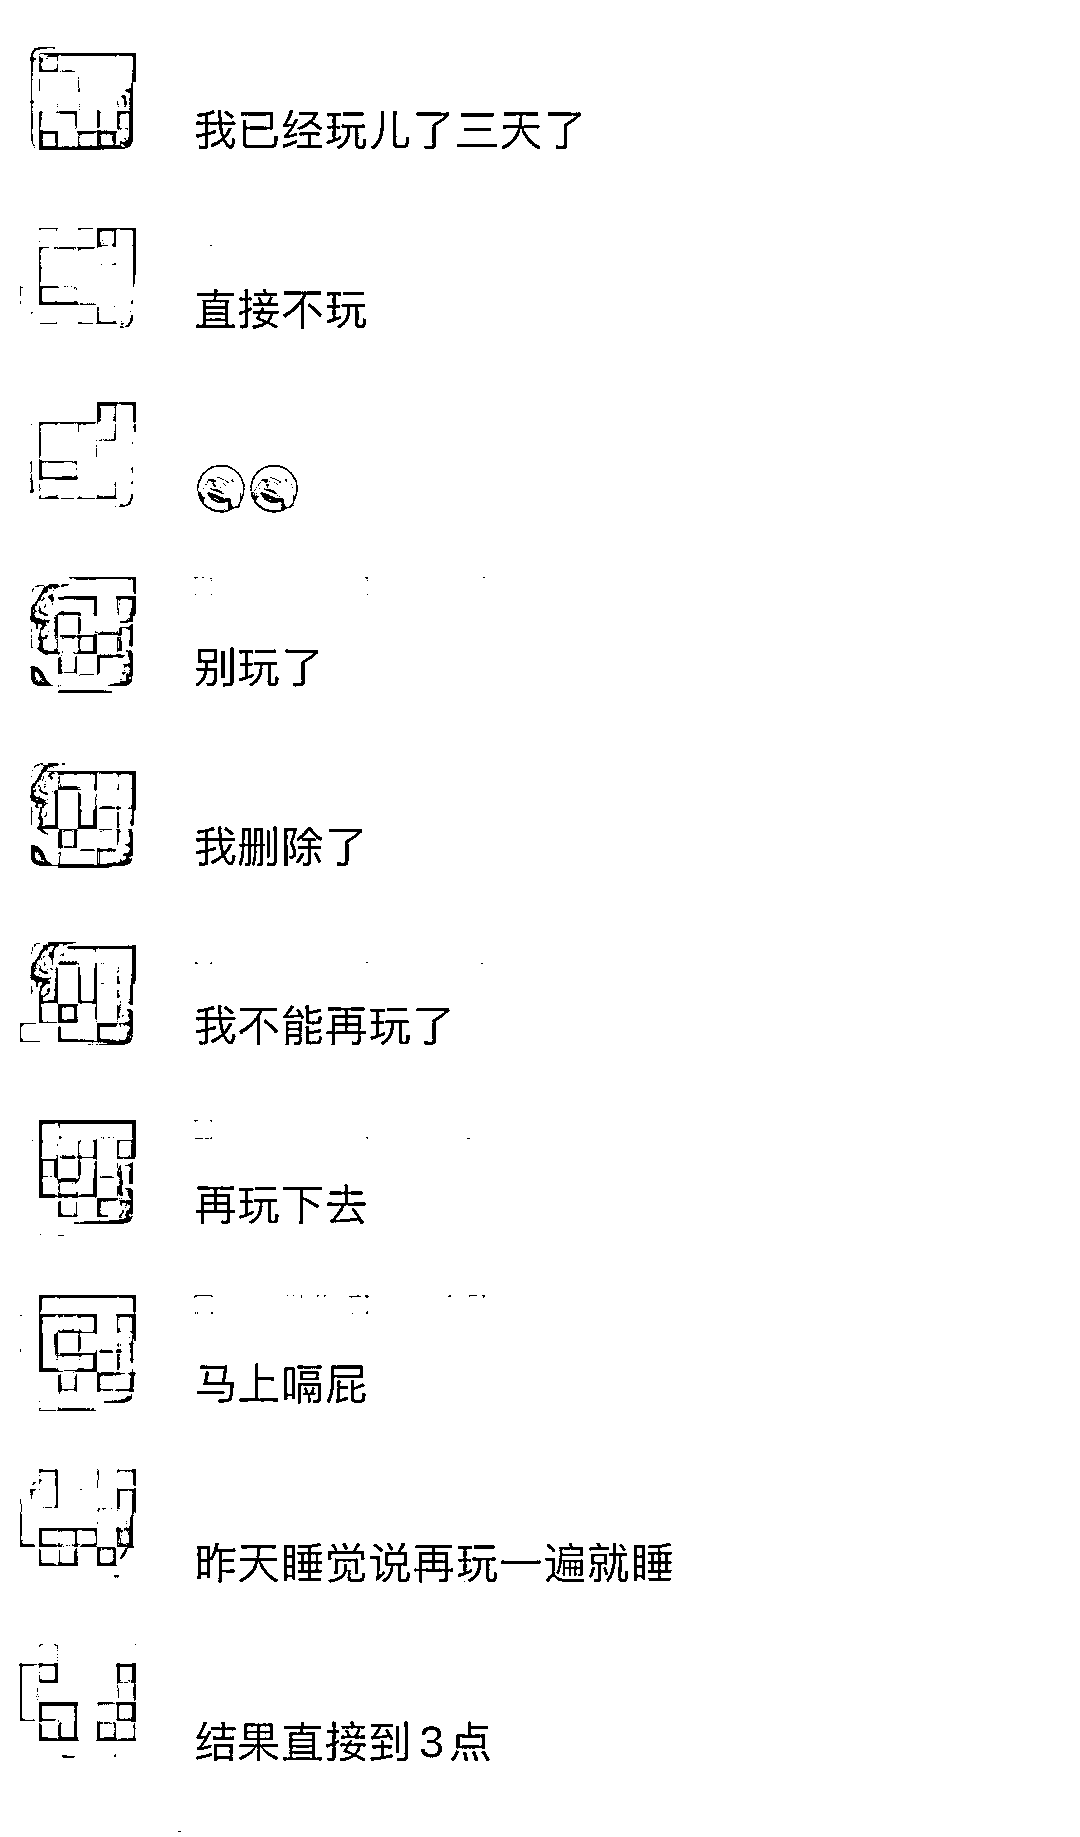 我已经玩儿了三天了
直接不玩
别玩了
我删除了
我不能再玩了
再玩下去
马上嗝屁
昨天睡觉说再玩一遍就睡
结果直接到3点